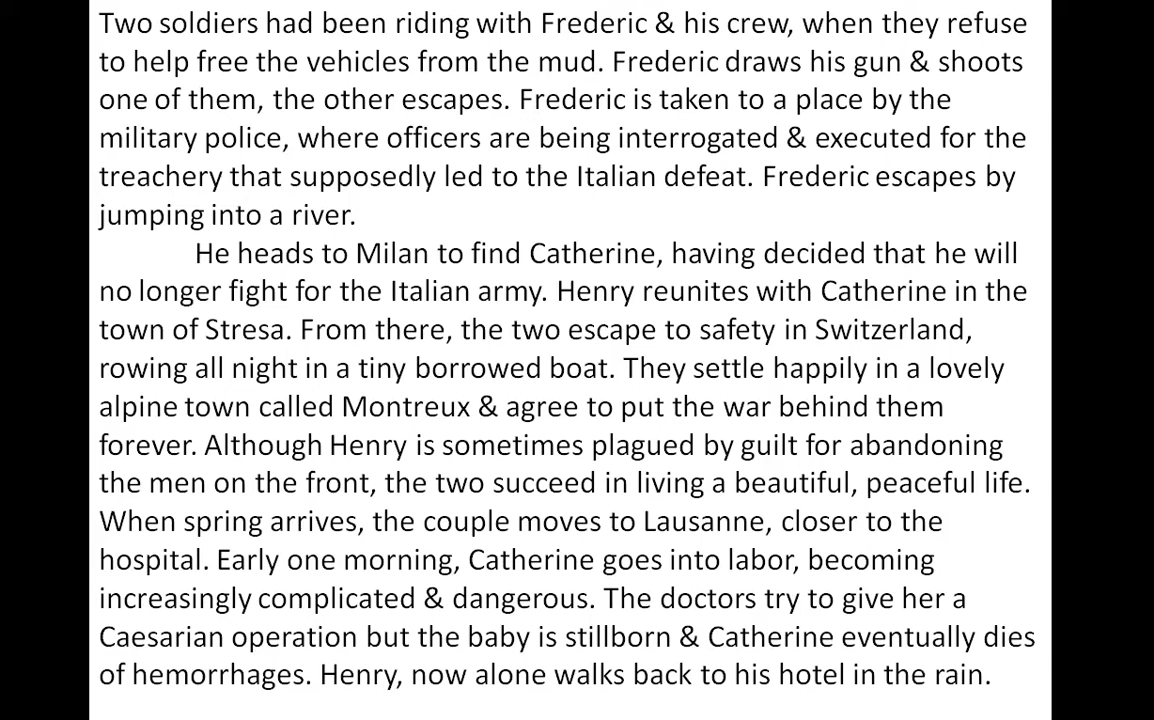 Two soldiers had been riding with Frederic & his crew, when they refuse
to help free the vehicles from the mud. Frederic draws his gun & shoots
one of them, the other escapes. Frederic is taken to a place by the
military police, where officers are being interrogated & executed for the
treachery that supposedly led to the Italian defeat. Frederic escapes by
jumping into a river.
He heads to Milan to find Catherine, having decided that he will
no longer fight for the Italian army. Henry reunites with Catherine in the
town of Stresa. From there, the two escape to safety in Switzerland,
rowing all night in a tiny borrowed boat. They settle happily in a lovely
alpine town called Montreux & agree to put the war behind them
forever. Although Henry is sometimes plagued by guilt for abandoning
the men on the front, the two succeed in living a beautiful, peaceful life.
When spring arrives, the couple moves to Lausanne, closer to the
hospital. Early one morning, Catherine goes into labor, becoming
increasingly complicated & dangerous. The doctors try to give her a
Caesarian operation but the baby is stillborn & Catherine eventually dies
of hemorrhages. Henry, now alone walks back to his hotel in the rain.